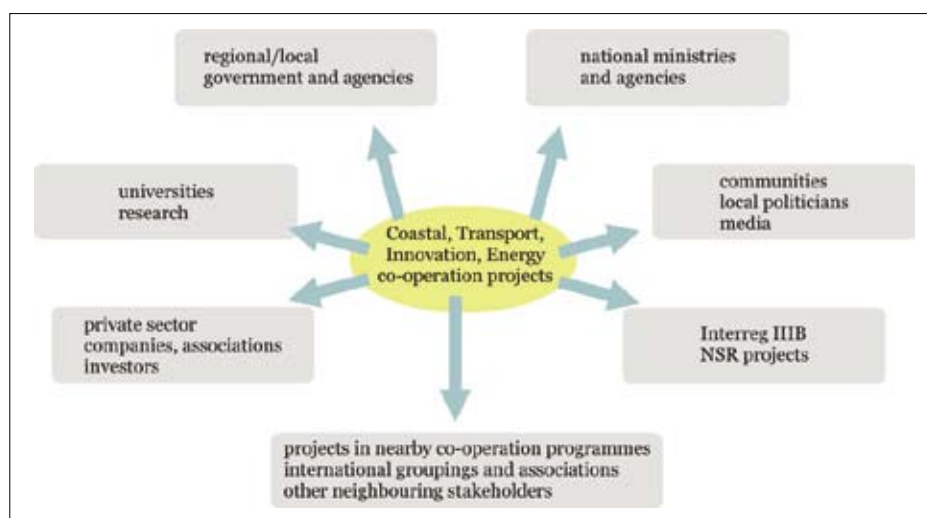 regional/local
government and agencies
national ministries
and agencies
universities
research
communities
local politicians
media
Coastal, Transport,
Innovation, Energy
co-operation projects
private sector
companies, associations
investors
Interreg IIIB
NSR projects
projects in nearby co-operation programmes
international groupings and associations
other neighbouring stakeholders